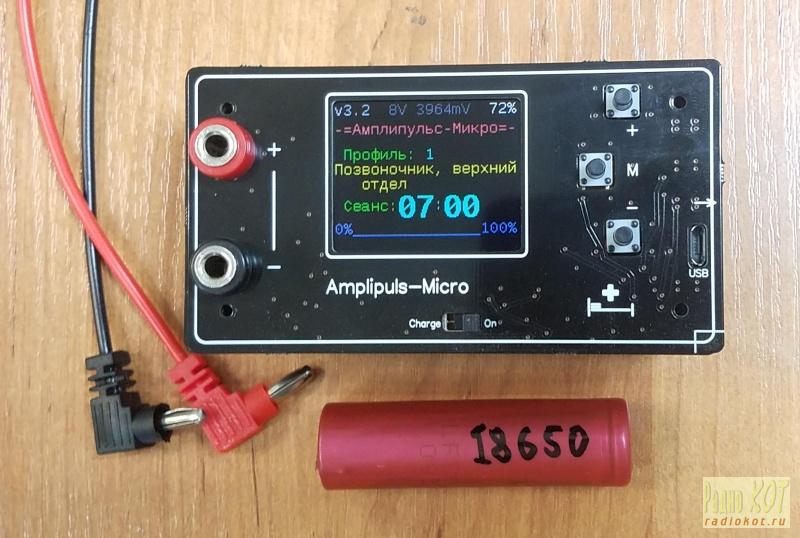 v3.2 8V 3964mV 72%
-=Амплипульс-Микро=-
Профиль: 1
Позвоночник, верхний
отдел
Сеанс: 07:00
0% 100%
+
-
+
M
-
USB
Amplipuls-Micro
Charge On
18650
Радио КОТ
radiokot.ru